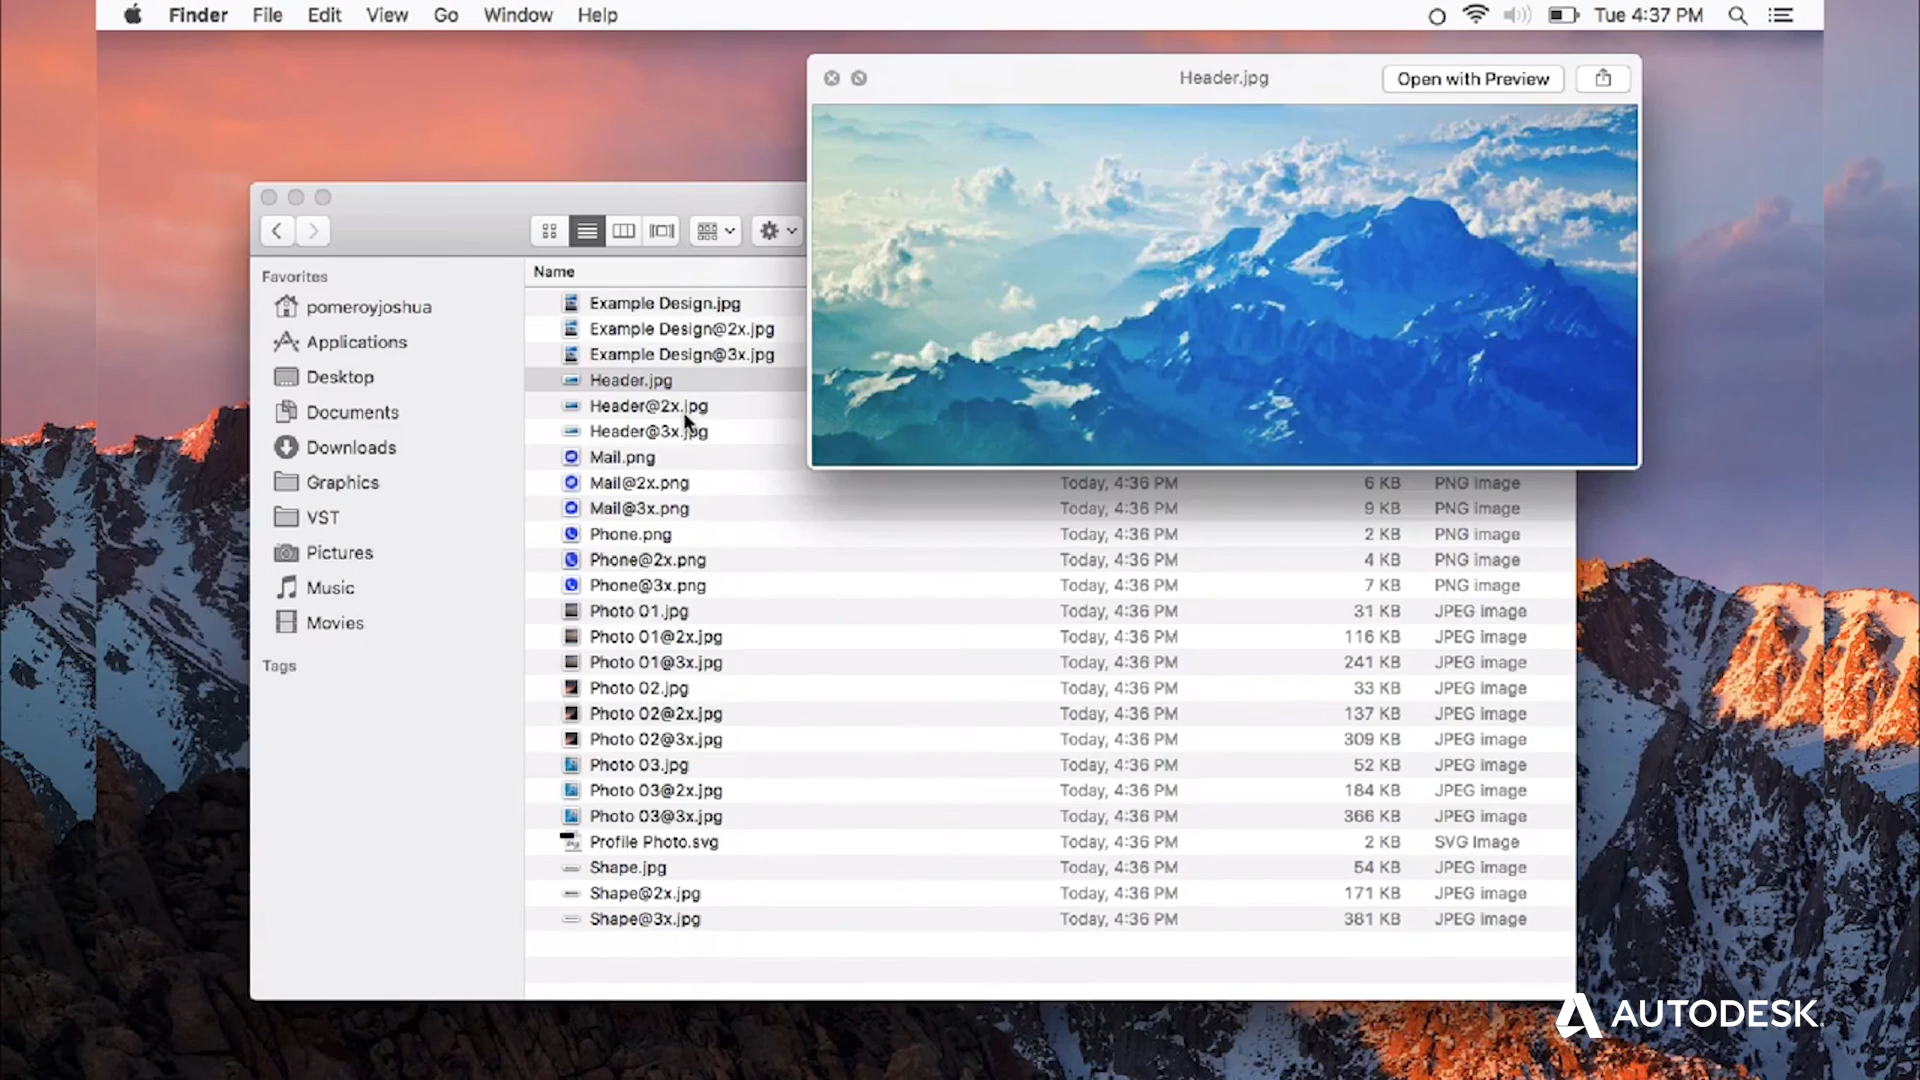 Finder File Edit View Go Window Help Tue 4:37 PM
Header.jpg Open with Preview
Favorites
pomeroyjoshua
Applications
Desktop
Documents
Downloads
Graphics
VST
Pictures
Music
Movies
Tags
Name
Example Design.jpg
Example Design@2x.jpg
Example Design@3x.jpg
Header.jpg
Header@2x.jpg
Header@3x.jpg
Mail.png
Mail@2x.png Today, 4:36 PM 6 KB PNG image
Mail@3x.png Today, 4:36 PM 9 KB PNG image
Phone.png Today, 4:36 PM 2 KB PNG image
Phone@2x.png Today, 4:36 PM 4 KB PNG image
Phone@3x.png Today, 4:36 PM 7 KB PNG image
Photo 01.jpg Today, 4:36 PM 31 KB JPEG image
Photo 01@2x.jpg Today, 4:36 PM 116 KB JPEG image
Photo 01@3x.jpg Today, 4:36 PM 241 KB JPEG image
Photo 02.jpg Today, 4:36 PM 33 KB JPEG image
Photo 02@2x.jpg Today, 4:36 PM 137 KB JPEG image
Photo 02@3x.jpg Today, 4:36 PM 309 KB JPEG image
Photo 03.jpg Today, 4:36 PM 52 KB JPEG image
Photo 03@2x.jpg Today, 4:36 PM 184 KB JPEG image
Photo 03@3x.jpg Today, 4:36 PM 366 KB JPEG image
Profile Photo.svg Today, 4:36 PM 2 KB SVG image
Shape.jpg Today, 4:36 PM 54 KB JPEG image
Shape@2x.jpg Today, 4:36 PM 171 KB JPEG image
Shape@3x.jpg Today, 4:36 PM 381 KB JPEG image
AUTODESK